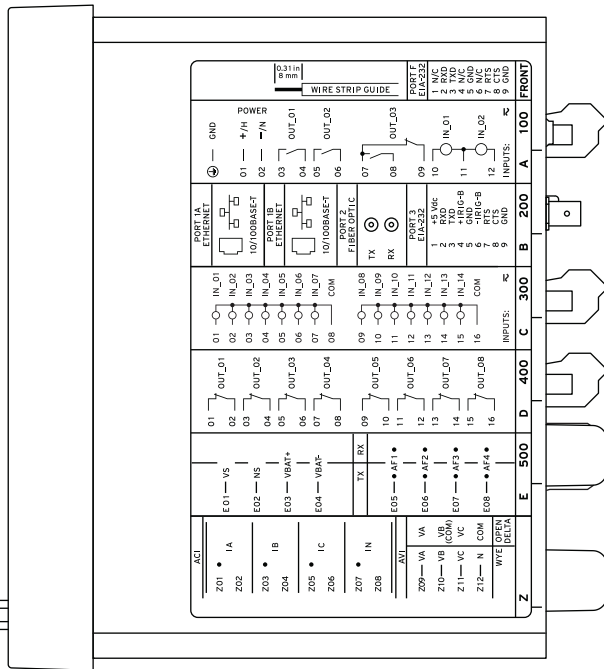 0.31 in
8 mm
WIRE STRIP GUIDE
PORT F
EIA-232
1 N/C
2 RXD
3 TXD
4 N/C
5 GND
6 N/C
7 RTS
8 CTS
9 GND
FRONT
GND
POWER
01 +/H
02 −/N
OUT_01
03
04
OUT_02
05
06
OUT_03
07
08
09
IN_01
IN_02
10
11
12
INPUTS:
A 100
PORT 1A
ETHERNET
10/100BASE-T
PORT 1B
ETHERNET
10/100BASE-T
PORT 2
FIBER OPTIC
TX
RX
PORT 3
EIA-232
1 +5 Vdc
2 RXD
3 TXD
4 +IRIG-B
5 GND
6 -IRIG-B
7 RTS
8 CTS
9 GND
B 200
01 IN_01
02 IN_02
03 IN_03
04 IN_04
05 IN_05
06 IN_06
07 IN_07
08 COM
09 IN_08
10 IN_09
11 IN_10
12 IN_11
13 IN_12
14 IN_13
15 IN_14
16 COM
INPUTS:
C 300
01
02
OUT_01
03
04
OUT_02
05
06
OUT_03
07
08
OUT_04
09
10
OUT_05
11
12
OUT_06
13
14
OUT_07
15
16
OUT_08
D 400
E01 VS
E02 NS
E03 VBAT+
E04 VBAT-
TX RX
E05 AF1
E06 AF2
E07 AF3
E08 AF4
E 500
ACI
Z01
Z02
IA
Z03
Z04
IB
Z05
Z06
IC
Z07
Z08
IN
AVI
Z09 VA VA
Z10 VB VB
(COM)
Z11 VC VC
Z12 N COM
WYE OPEN
DELTA
Z